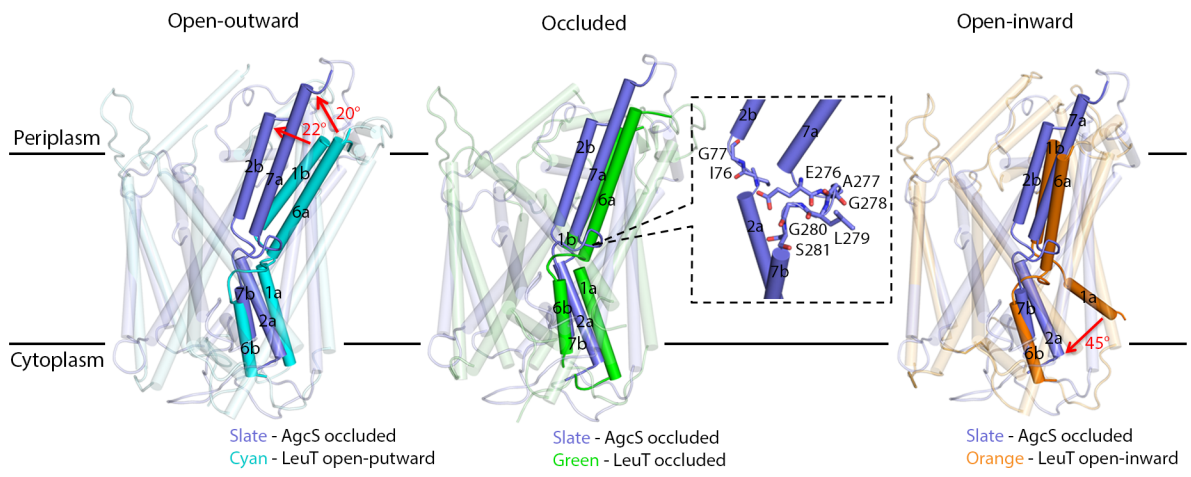 Open-outward
Occluded
Open-inward
Periplasm
Cytoplasm
20°
22°
2b
7a
1b
6a
7b
1a
2a
6b
2b
7a
6a
1b
1a
6b
2a
7b
2b
7a
G77
I76
E276
A277
G278
2a
G280
L279
S281
7b
7a
1b
2b
6a
1a
7b
2a
45°
6b
Slate - AgcS occluded
Cyan - LeuT open-putward
Slate - AgcS occluded
Green - LeuT occluded
Slate - AgcS occluded
Orange - LeuT open-inward